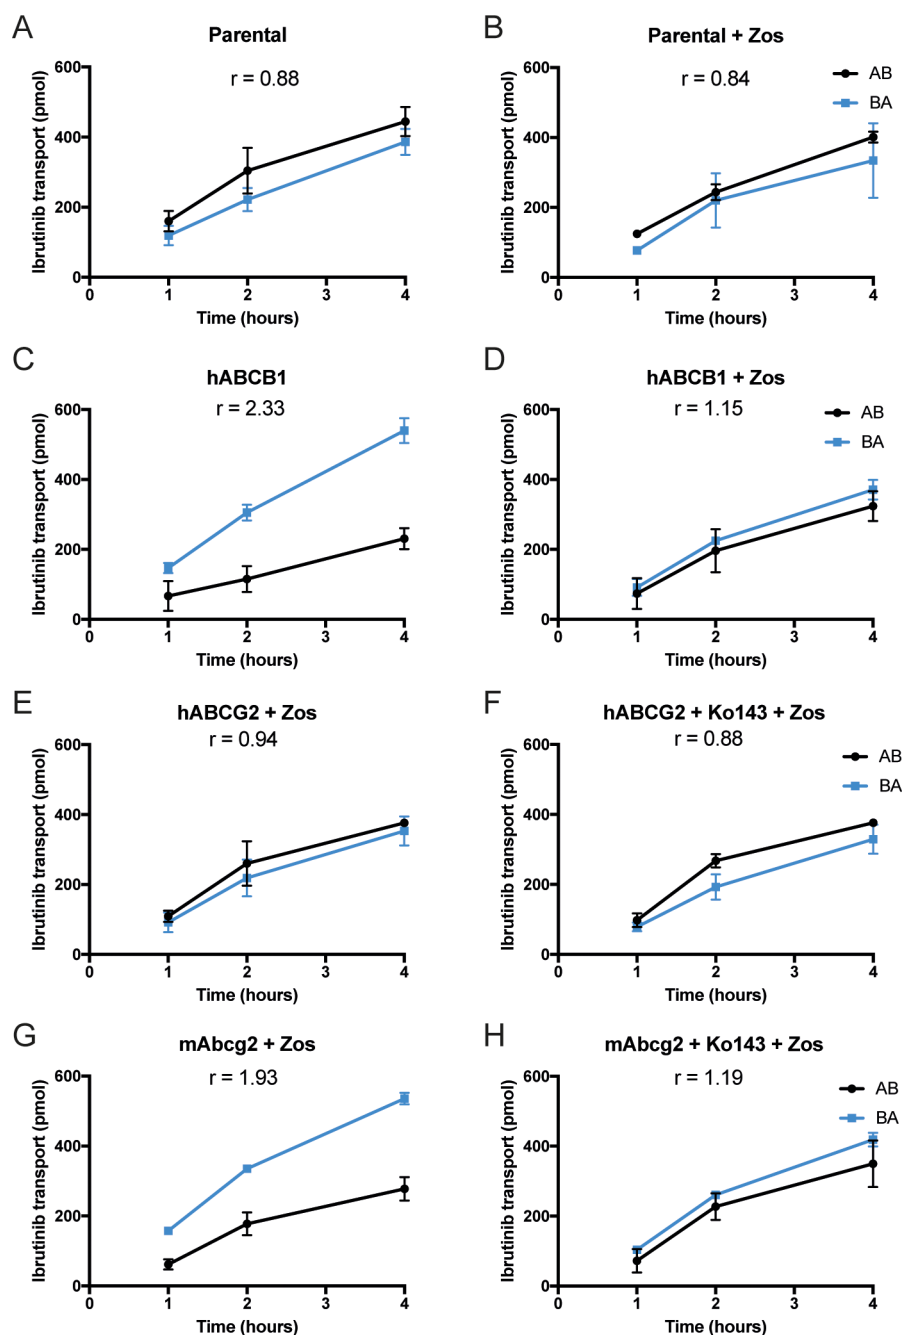 A
Parental
r = 0.88
Ibrutinib transport (pmol)
600
400
200
0
0
1
2
3
4
Time (hours)
B
Parental + Zos
r = 0.84
AB
BA
Ibrutinib transport (pmol)
600
400
200
0
0
1
2
3
4
Time (hours)
C
hABCB1
r = 2.33
Ibrutinib transport (pmol)
600
400
200
0
0
1
2
3
4
Time (hours)
D
hABCB1 + Zos
r = 1.15
AB
BA
Ibrutinib transport (pmol)
600
400
200
0
0
1
2
3
4
Time (hours)
E
hABCG2 + Zos
r = 0.94
Ibrutinib transport (pmol)
600
400
200
0
0
1
2
3
4
Time (hours)
F
hABCG2 + Ko143 + Zos
r = 0.88
AB
BA
Ibrutinib transport (pmol)
600
400
200
0
0
1
2
3
4
Time (hours)
G
mAbcg2 + Zos
r = 1.93
Ibrutinib transport (pmol)
600
400
200
0
0
1
2
3
4
Time (hours)
H
mAbcg2 + Ko143 + Zos
r = 1.19
AB
BA
Ibrutinib transport (pmol)
600
400
200
0
0
1
2
3
4
Time (hours)